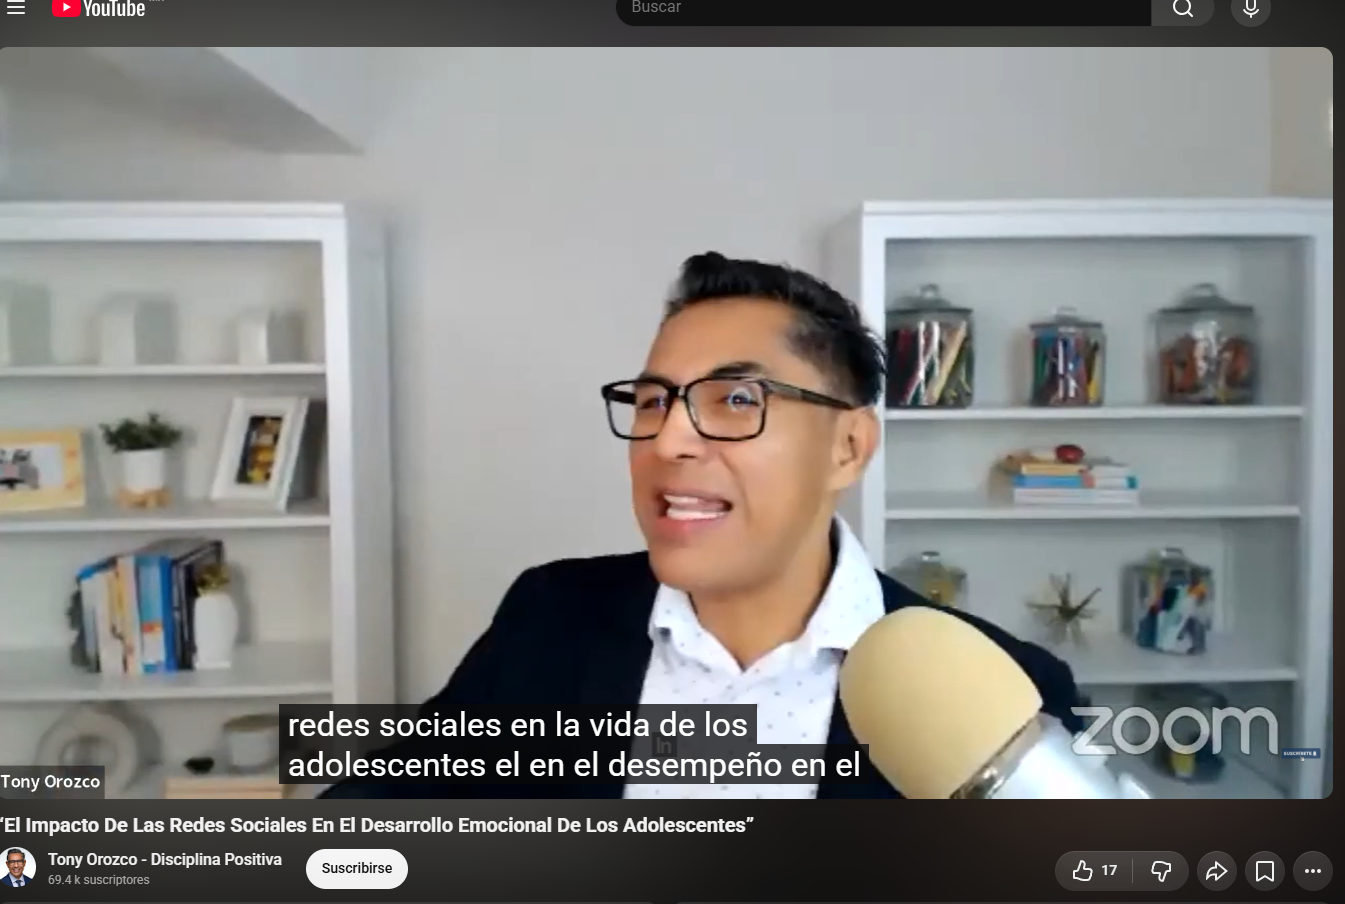 YouTube
Buscar
redes sociales en la vida de los
adolescentes el en el desempeño en el
zoom
SUSCRÍBETE
Tony Orozco
“El Impacto De Las Redes Sociales En El Desarrollo Emocional De Los Adolescentes”
Tony Orozco - Disciplina Positiva
69.4 k suscriptores
Suscribirse
17